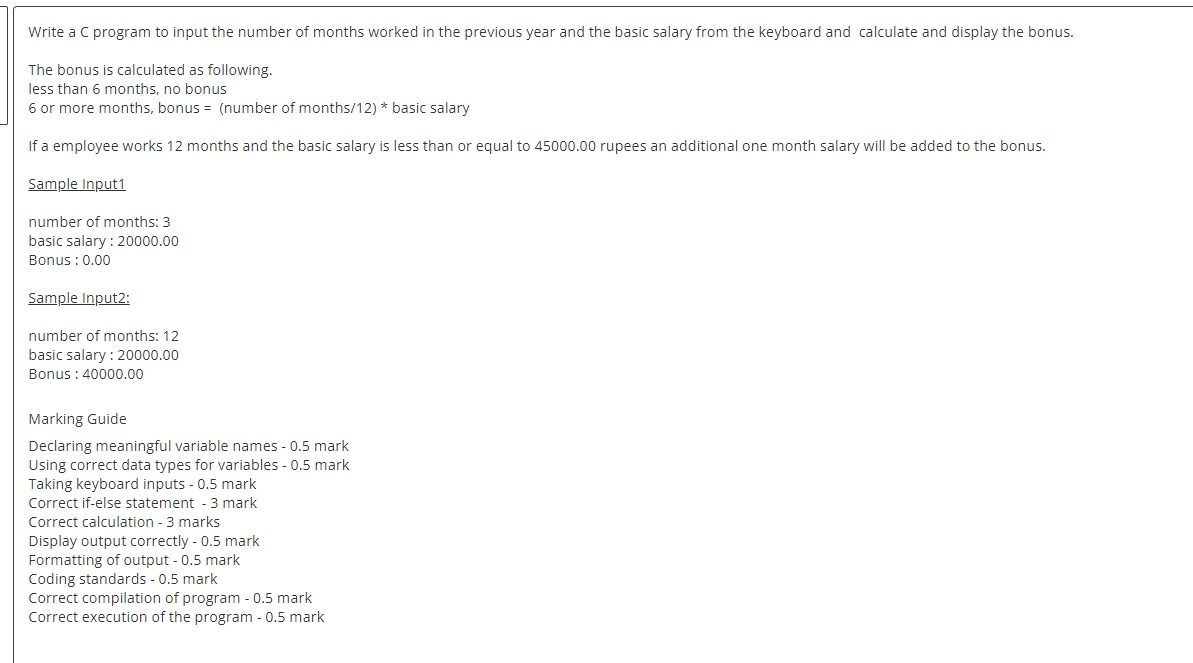 Write a C program to input the number of months worked in the previous year and the basic salary from the keyboard and  calculate and display the bonus.
The bonus is calculated as following.
less than 6 months, no bonus
6 or more months, bonus =  (number of months/12) * basic salary
If a employee works 12 months and the basic salary is less than or equal to 45000.00 rupees an additional one month salary will be added to the bonus.
Sample Input1
number of months: 3
basic salary : 20000.00
Bonus : 0.00
Sample Input2:
number of months: 12
basic salary : 20000.00
Bonus : 40000.00
Marking Guide
Declaring meaningful variable names - 0.5 mark
Using correct data types for variables - 0.5 mark
Taking keyboard inputs - 0.5 mark
Correct if-else statement  - 3 mark
Correct calculation - 3 marks
Display output correctly - 0.5 mark
Formatting of output - 0.5 mark
Coding standards - 0.5 mark
Correct compilation of program - 0.5 mark
Correct execution of the program - 0.5 mark